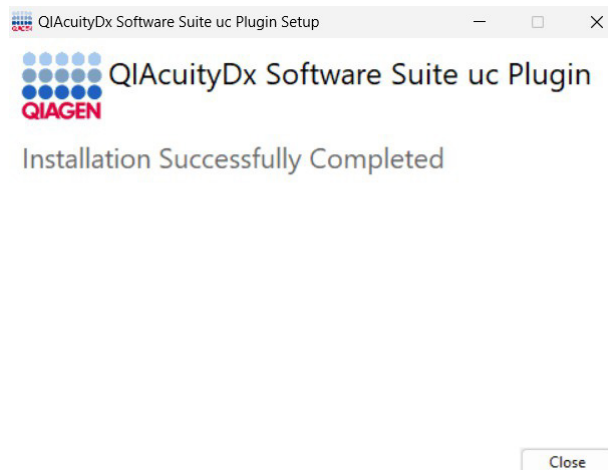 QIAcuityDx Software Suite uc Plugin Setup
QIAcuityDx Software Suite uc Plugin
QIAGEN
Installation Successfully Completed
Close